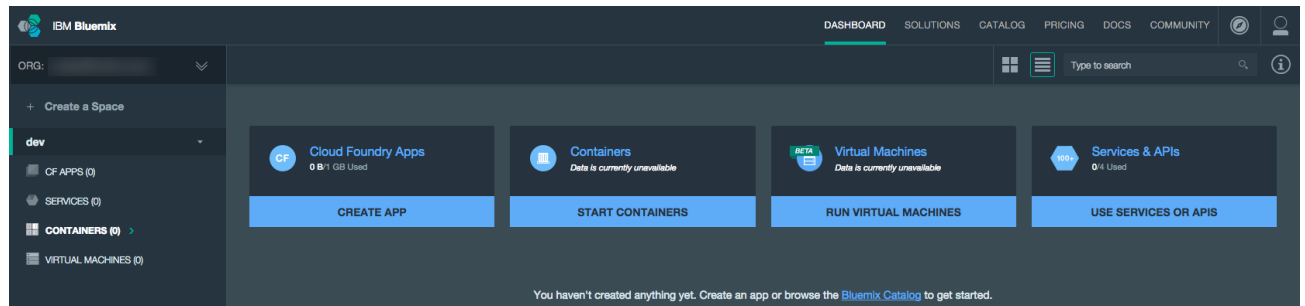 IBM Bluemix
DASHBOARD SOLUTIONS CATALOG PRICING DOCS COMMUNITY
ORG:
Type to search
+ Create a Space
dev
CF APPS (0)
SERVICES (0)
CONTAINERS (0) >
VIRTUAL MACHINES (0)
CF
Cloud Foundry Apps
0 B/1 GB Used
CREATE APP
Containers
Data is currently unavailable
START CONTAINERS
BETA
Virtual Machines
Data is currently unavailable
RUN VIRTUAL MACHINES
100+
Services & APIs
0/4 Used
USE SERVICES OR APIS
You haven't created anything yet. Create an app or browse the Bluemix Catalog to get started.